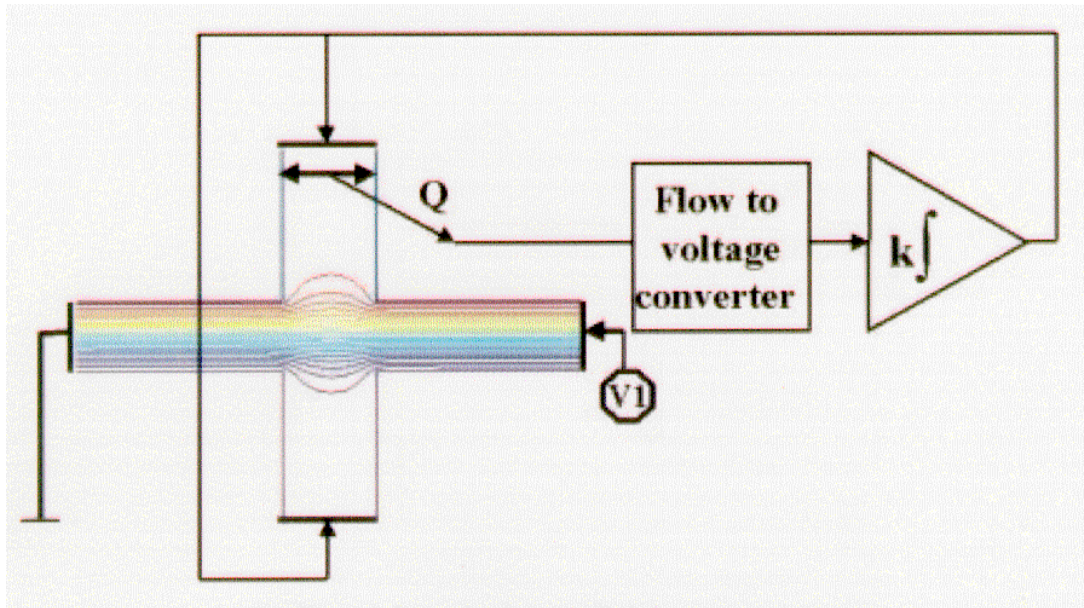 Q
Flow to
voltage
converter
k∫
V1